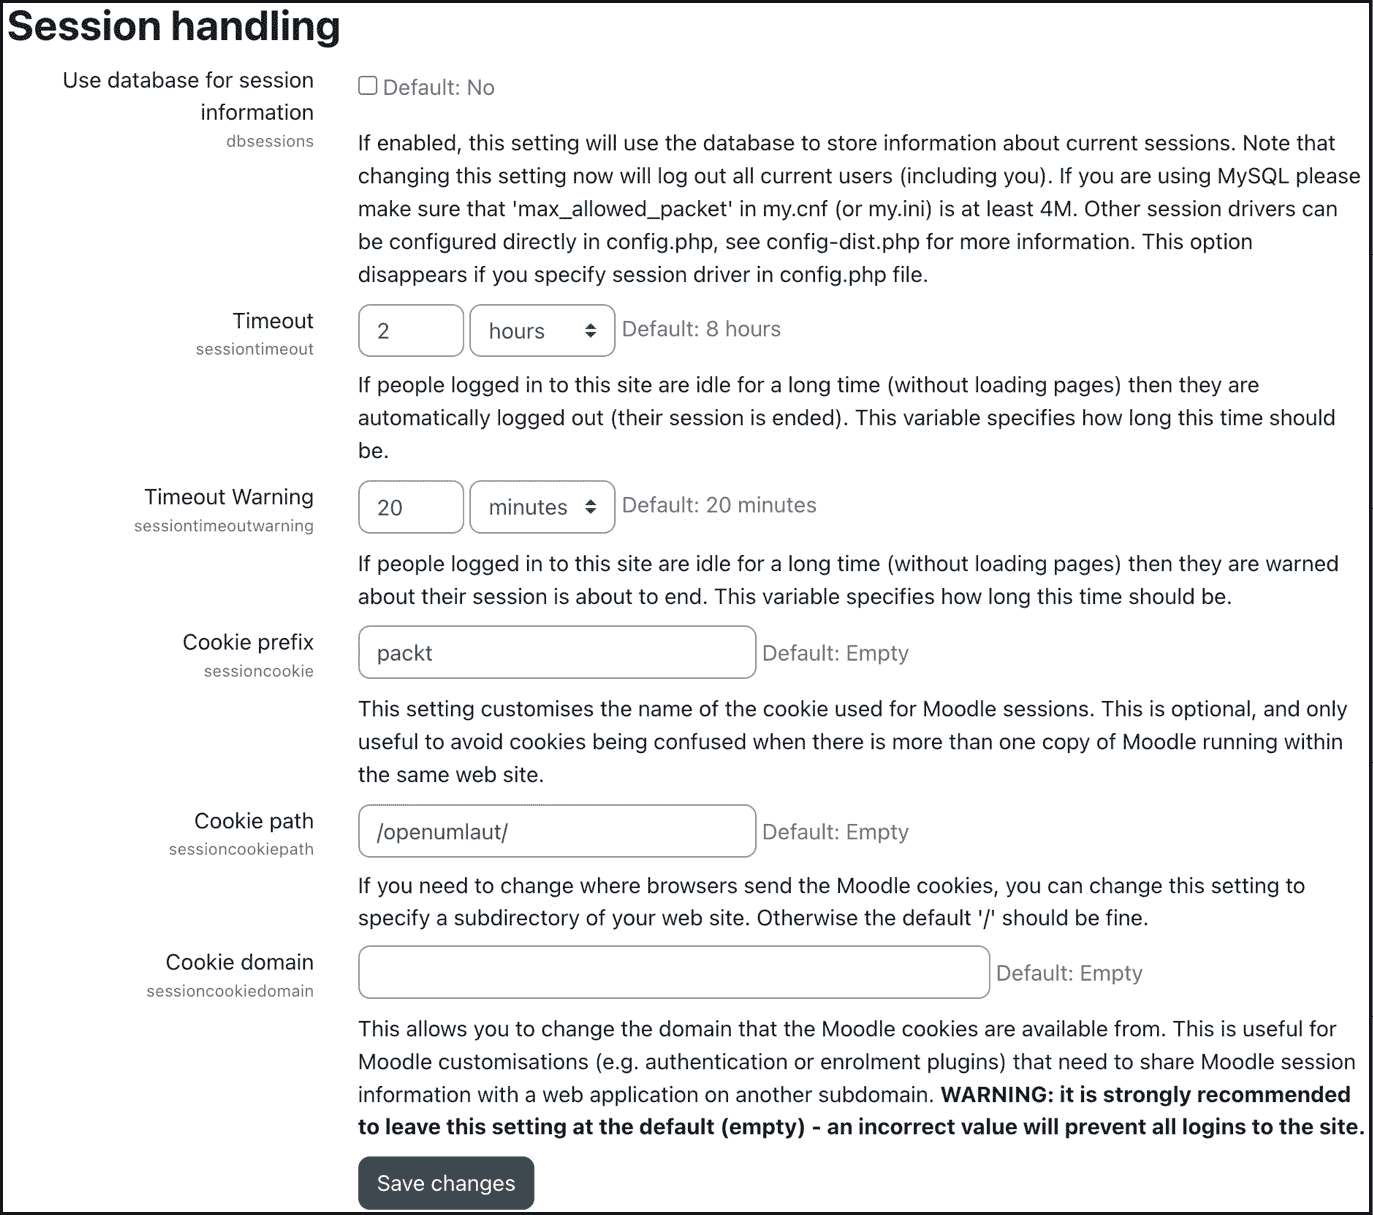 Session handling
Use database for session
information
dbsessions
Default: No
If enabled, this setting will use the database to store information about current sessions. Note that
changing this setting now will log out all current users (including you). If you are using MySQL please
make sure that 'max_allowed_packet' in my.cnf (or my.ini) is at least 4M. Other session drivers can
be configured directly in config.php, see config-dist.php for more information. This option
disappears if you specify session driver in config.php file.
Timeout
sessiontimeout
2 hours Default: 8 hours
If people logged in to this site are idle for a long time (without loading pages) then they are
automatically logged out (their session is ended). This variable specifies how long this time should
be.
Timeout Warning
sessiontimeoutwarning
20 minutes Default: 20 minutes
If people logged in to this site are idle for a long time (without loading pages) then they are warned
about their session is about to end. This variable specifies how long this time should be.
Cookie prefix
sessioncookie
packt Default: Empty
This setting customises the name of the cookie used for Moodle sessions. This is optional, and only
useful to avoid cookies being confused when there is more than one copy of Moodle running within
the same web site.
Cookie path
sessioncookiepath
/openumlaut/ Default: Empty
If you need to change where browsers send the Moodle cookies, you can change this setting to
specify a subdirectory of your web site. Otherwise the default '/' should be fine.
Cookie domain
sessioncookiedomain
Default: Empty
This allows you to change the domain that the Moodle cookies are available from. This is useful for
Moodle customisations (e.g. authentication or enrolment plugins) that need to share Moodle session
information with a web application on another subdomain. WARNING: it is strongly recommended
to leave this setting at the default (empty) - an incorrect value will prevent all logins to the site.
Save changes